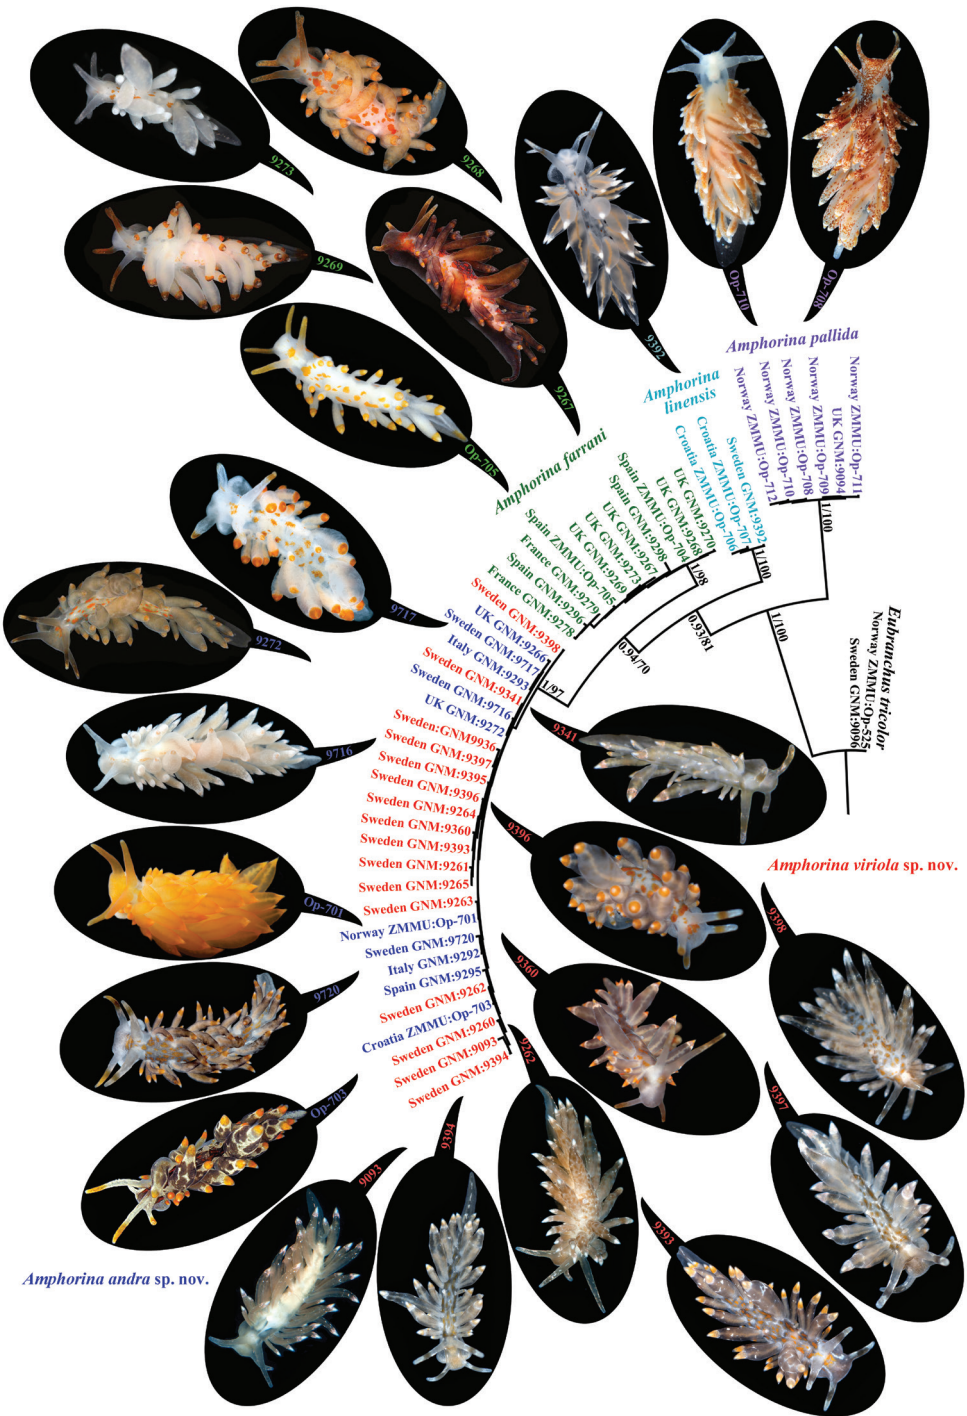 9273
9268
9269
9267
Op-705
9392
Op-710
Op-708
Amphorina pallida
Norway ZMMU:Op-711
UK GNM:9094
Norway ZMMU:Op-709
Norway ZMMU:Op-708
Norway ZMMU:Op-710
Norway ZMMU:Op-712
1/100
Amphorina
linensis
Sweden GNM:9392
Croatia ZMMU:Op-707
Croatia ZMMU:Op-706
1/100
Amphorina farrani
UK GNM:9270
UK GNM:9268
Spain ZMMU:Op-704
Spain GNM:9298
UK GNM:9267
UK GNM:9273
UK GNM:9269
Spain ZMMU:Op-705
France GNM:9279
Spain GNM:9296
France GNM:9278
1/98
0.93/81
0.94/70
1/100
1/97
Eubranchus tricolor
Norway ZMMU:Op-525
Sweden GNM:9096
Sweden GNM:9398
UK GNM:9266
Sweden GNM:9717
Italy GNM:9293
Sweden GNM:9341
Sweden GNM:9716
UK GNM:9272
Sweden:GNM9936
Sweden GNM:9397
Sweden GNM:9395
Sweden GNM:9396
Sweden GNM:9264
Sweden GNM:9360
Sweden GNM:9393
Sweden GNM:9261
Sweden GNM:9265
Sweden GNM:9263
Norway ZMMU:Op-701
Sweden GNM:9720
Italy GNM:9292
Spain GNM:9295
Sweden GNM:9262
Croatia ZMMU:Op-703
Sweden GNM:9260
Sweden GNM:9093
Sweden GNM:9394
9717
9272
9716
Op-701
9720
Op-703
Amphorina andra sp. nov.
9341
9396
Amphorina viriola sp. nov.
9398
9360
9397
9262
9393
9394
9093